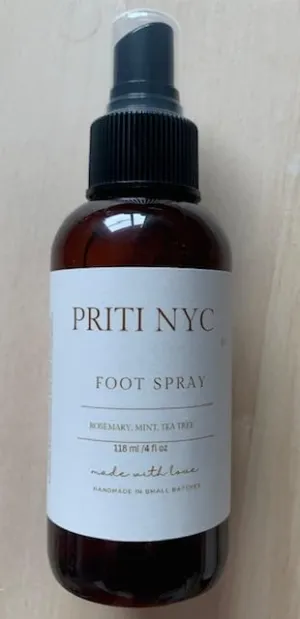 PRITI NYC
FOOT SPRAY
ROSEMARY, MINT, TEA TREE
118 ml /4 fl oz
made with love
HANDMADE IN SMALL BATCHES